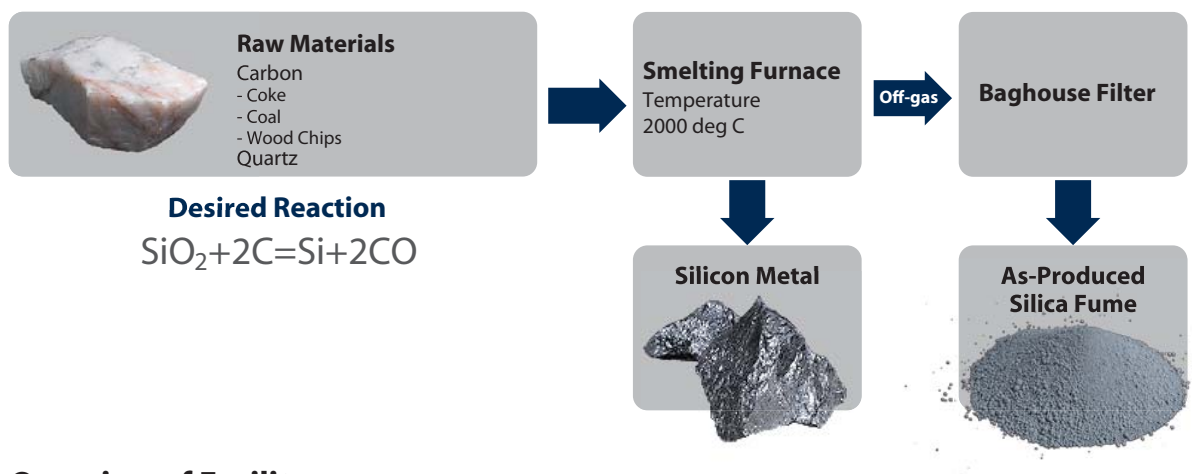 Raw Materials
Carbon
- Coke
- Coal
- Wood Chips
Quartz
Smelting Furnace
Temperature
2000 deg C
Off-gas
Baghouse Filter
Desired Reaction
SiO₂+2C=Si+2CO
Silicon Metal
As-Produced
Silica Fume